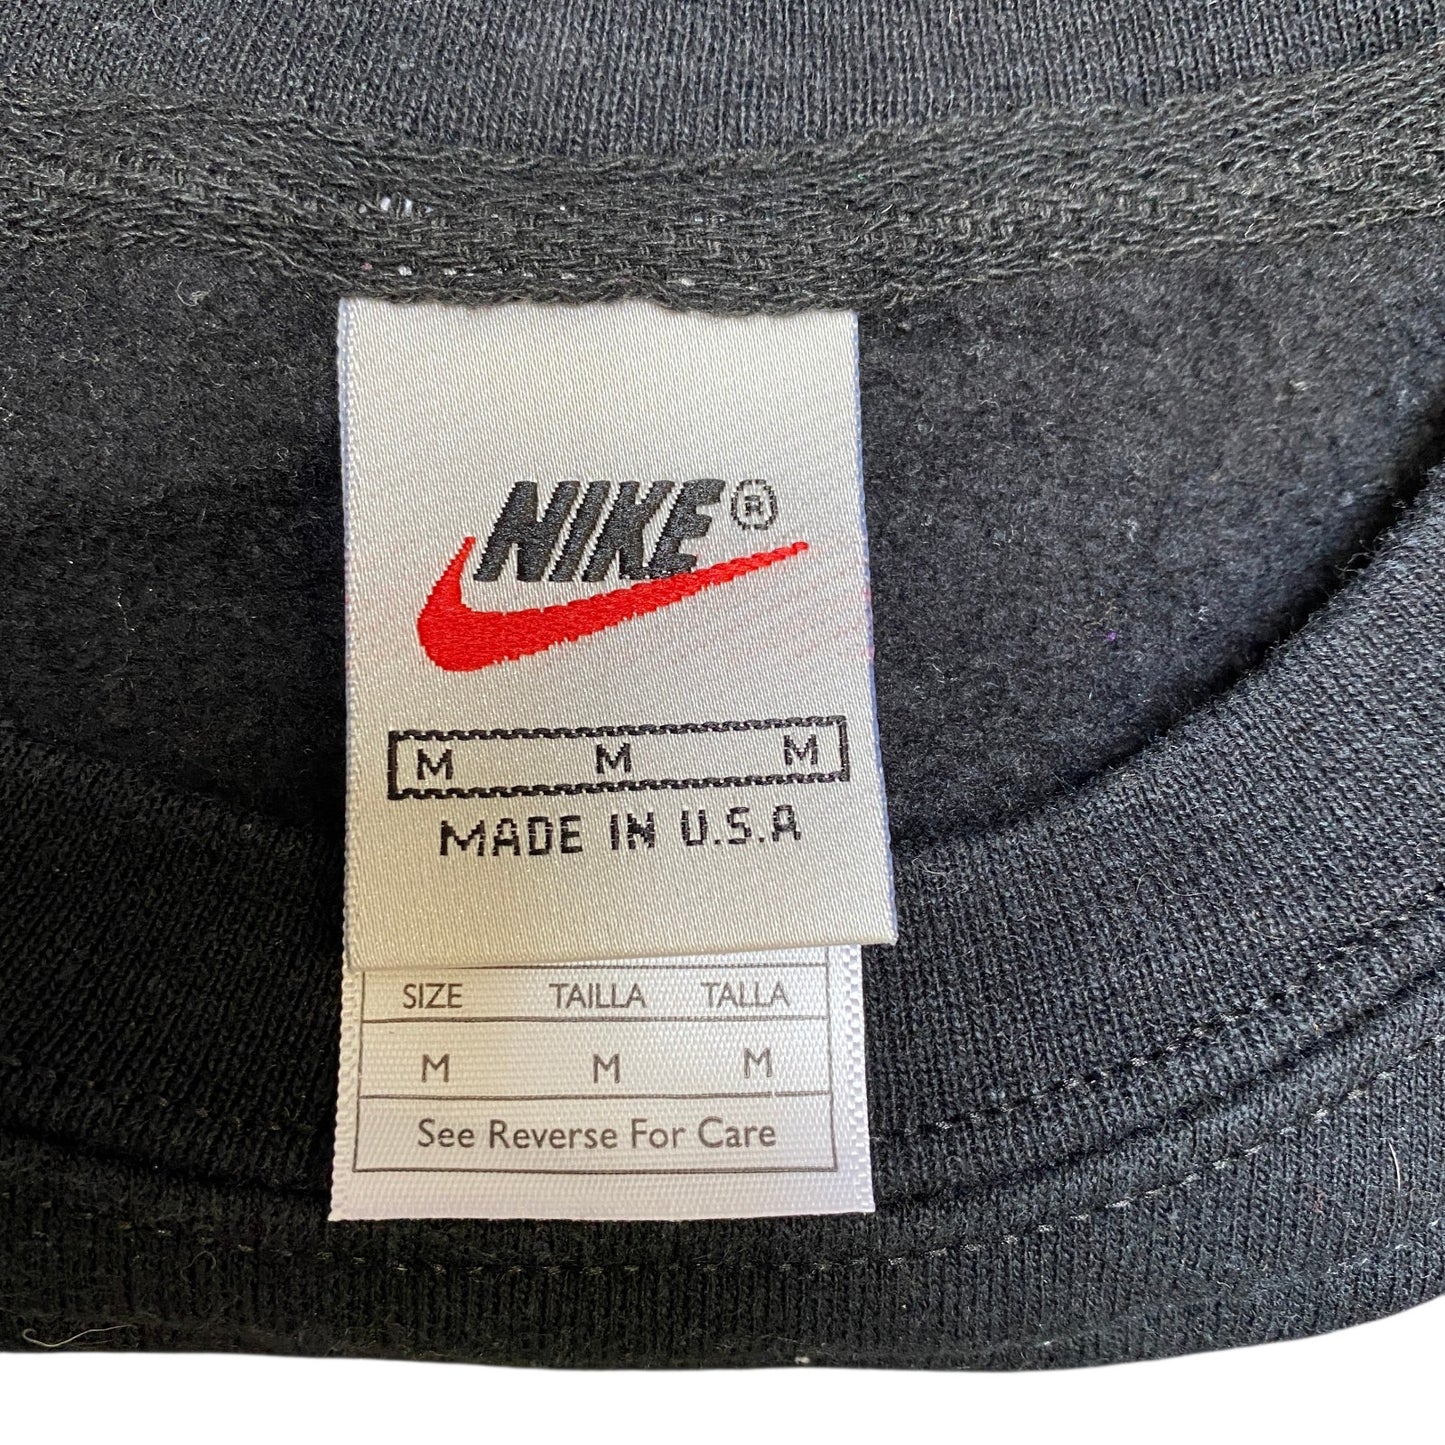 NIKE®
M M M
MADE IN U.S.A
SIZE TAILLA TALLA
M M M
See Reverse For Care